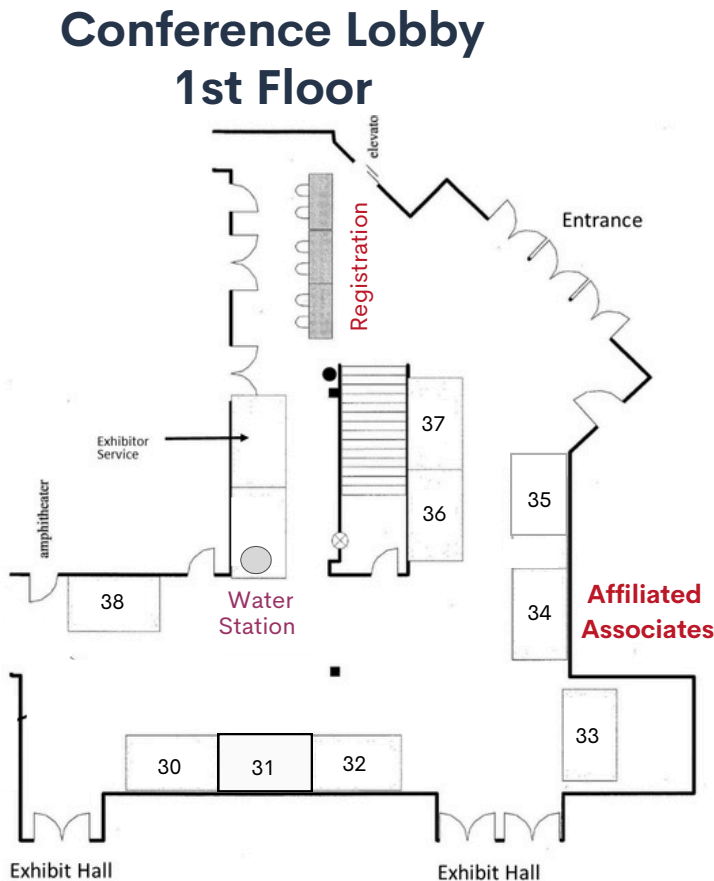 Conference Lobby
1st Floor
elevato
Entrance
Registration
37
Exhibitor
Service
36
35
amphitheater
38
Water
Station
34
Affiliated
Associates
33
30
31
32
Exhibit Hall
Exhibit Hall